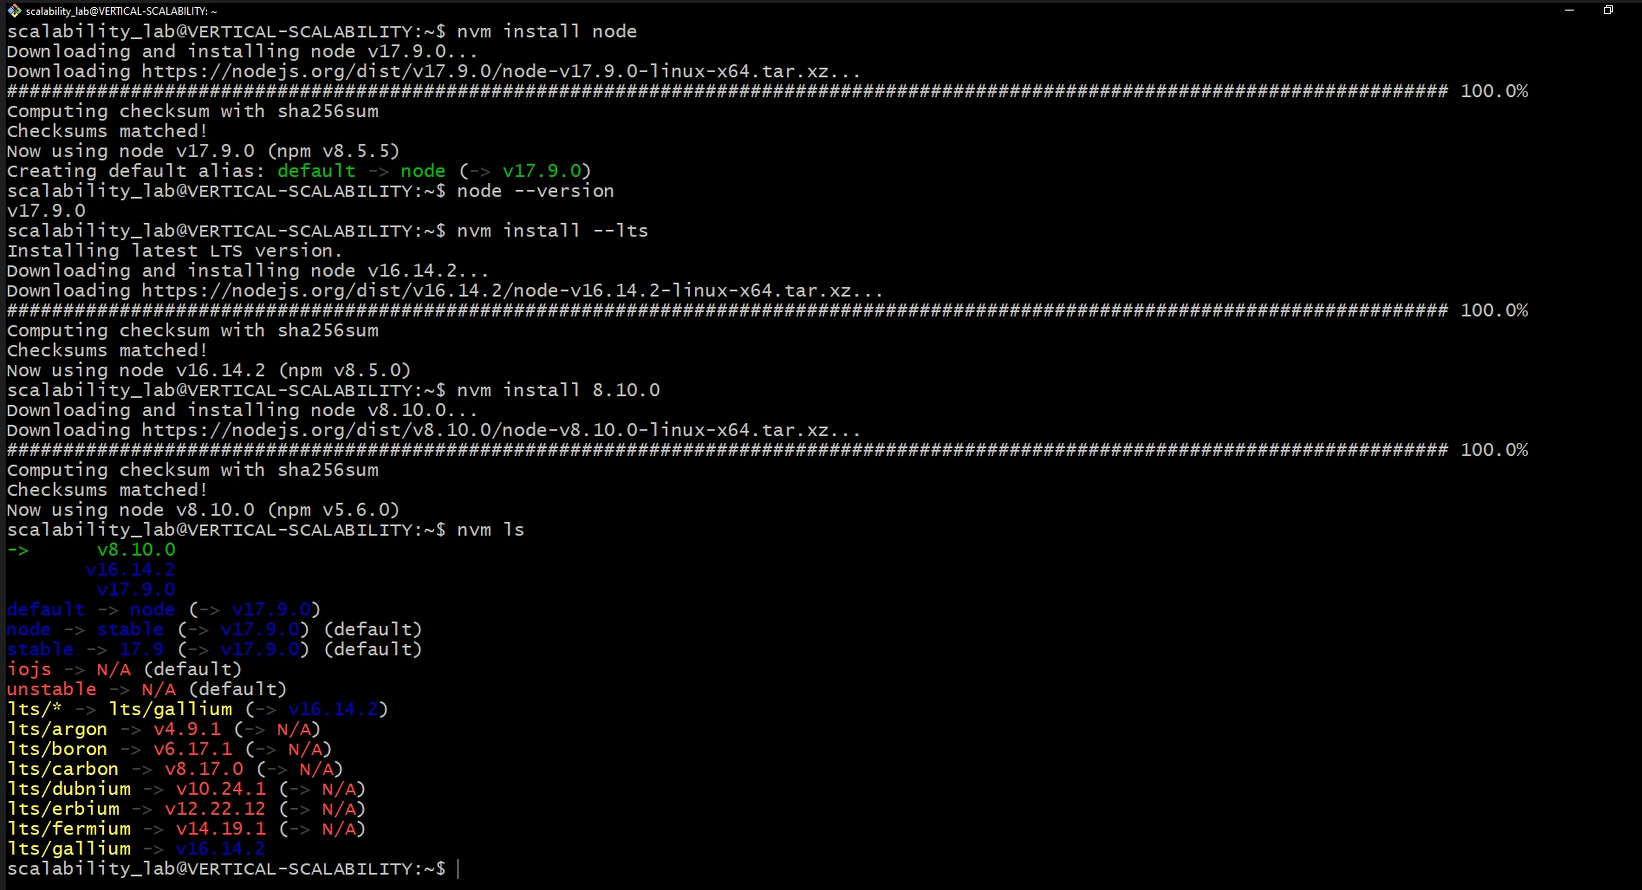 scalability_lab@VERTICAL-SCALABILITY: ~
scalability_lab@VERTICAL-SCALABILITY:~$ nvm install node
Downloading and installing node v17.9.0...
Downloading https://nodejs.org/dist/v17.9.0/node-v17.9.0-linux-x64.tar.xz...
################################################################################################################################ 100.0%
Computing checksum with sha256sum
Checksums matched!
Now using node v17.9.0 (npm v8.5.5)
Creating default alias: default -> node (-> v17.9.0)
scalability_lab@VERTICAL-SCALABILITY:~$ node --version
v17.9.0
scalability_lab@VERTICAL-SCALABILITY:~$ nvm install --lts
Installing latest LTS version.
Downloading and installing node v16.14.2...
Downloading https://nodejs.org/dist/v16.14.2/node-v16.14.2-linux-x64.tar.xz...
################################################################################################################################ 100.0%
Computing checksum with sha256sum
Checksums matched!
Now using node v16.14.2 (npm v8.5.0)
scalability_lab@VERTICAL-SCALABILITY:~$ nvm install 8.10.0
Downloading and installing node v8.10.0...
Downloading https://nodejs.org/dist/v8.10.0/node-v8.10.0-linux-x64.tar.xz...
################################################################################################################################ 100.0%
Computing checksum with sha256sum
Checksums matched!
Now using node v8.10.0 (npm v5.6.0)
scalability_lab@VERTICAL-SCALABILITY:~$ nvm ls
->      v8.10.0
       v16.14.2
        v17.9.0
default -> node (-> v17.9.0)
node -> stable (-> v17.9.0) (default)
stable -> 17.9 (-> v17.9.0) (default)
iojs -> N/A (default)
unstable -> N/A (default)
lts/* -> lts/gallium (-> v16.14.2)
lts/argon -> v4.9.1 (-> N/A)
lts/boron -> v6.17.1 (-> N/A)
lts/carbon -> v8.17.0 (-> N/A)
lts/dubnium -> v10.24.1 (-> N/A)
lts/erbium -> v12.22.12 (-> N/A)
lts/fermium -> v14.19.1 (-> N/A)
lts/gallium -> v16.14.2
scalability_lab@VERTICAL-SCALABILITY:~$